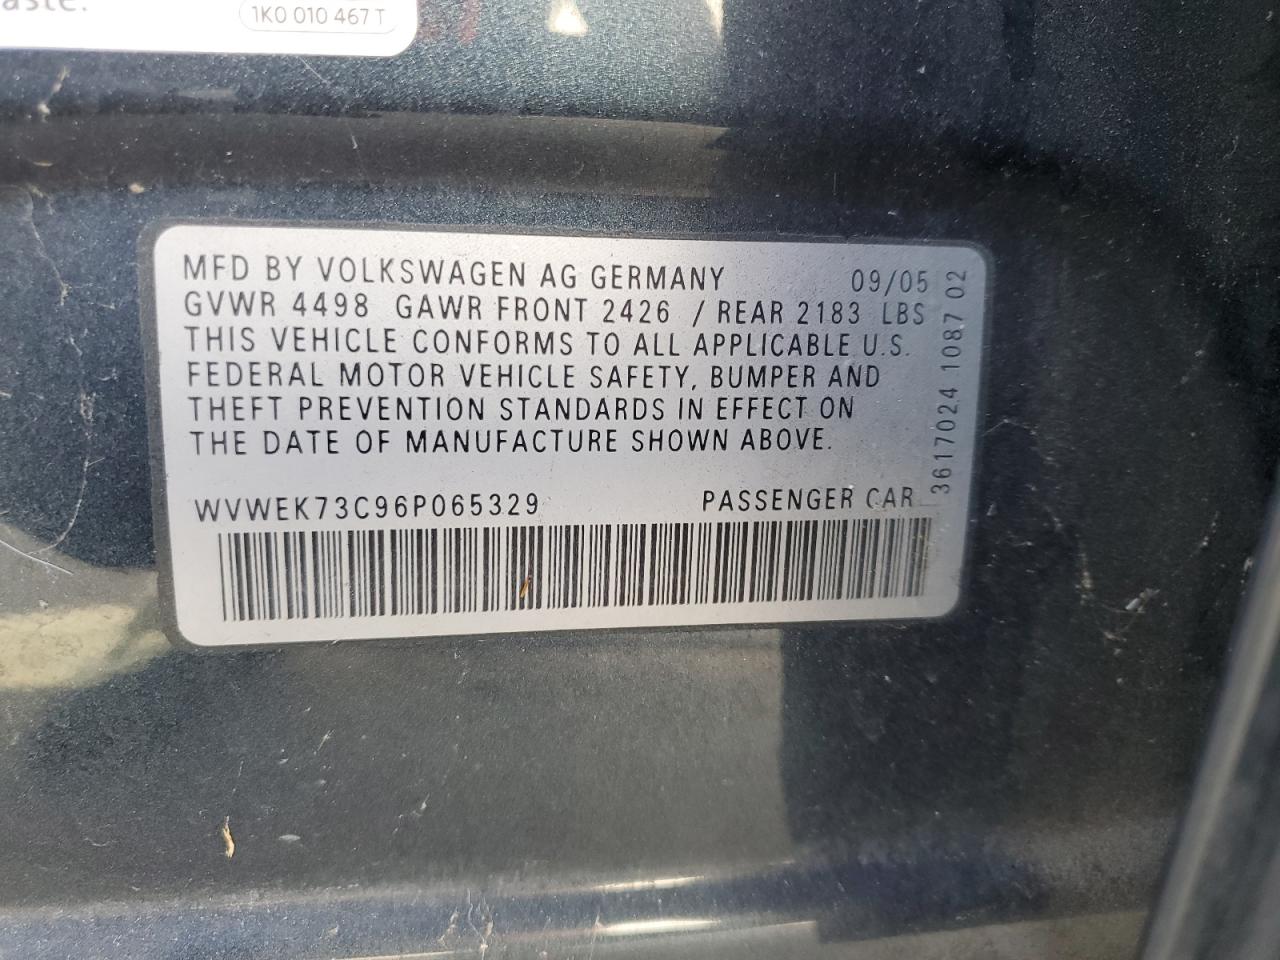 aste.
1K0 010 467 T
MFD BY VOLKSWAGEN AG GERMANY 09/05
GVWR 4498 GAWR FRONT 2426 / REAR 2183 LBS
THIS VEHICLE CONFORMS TO ALL APPLICABLE U.S.
FEDERAL MOTOR VEHICLE SAFETY, BUMPER AND
THEFT PREVENTION STANDARDS IN EFFECT ON
THE DATE OF MANUFACTURE SHOWN ABOVE.
WVWEK73C96P065329 PASSENGER CAR
3617024 1087 02